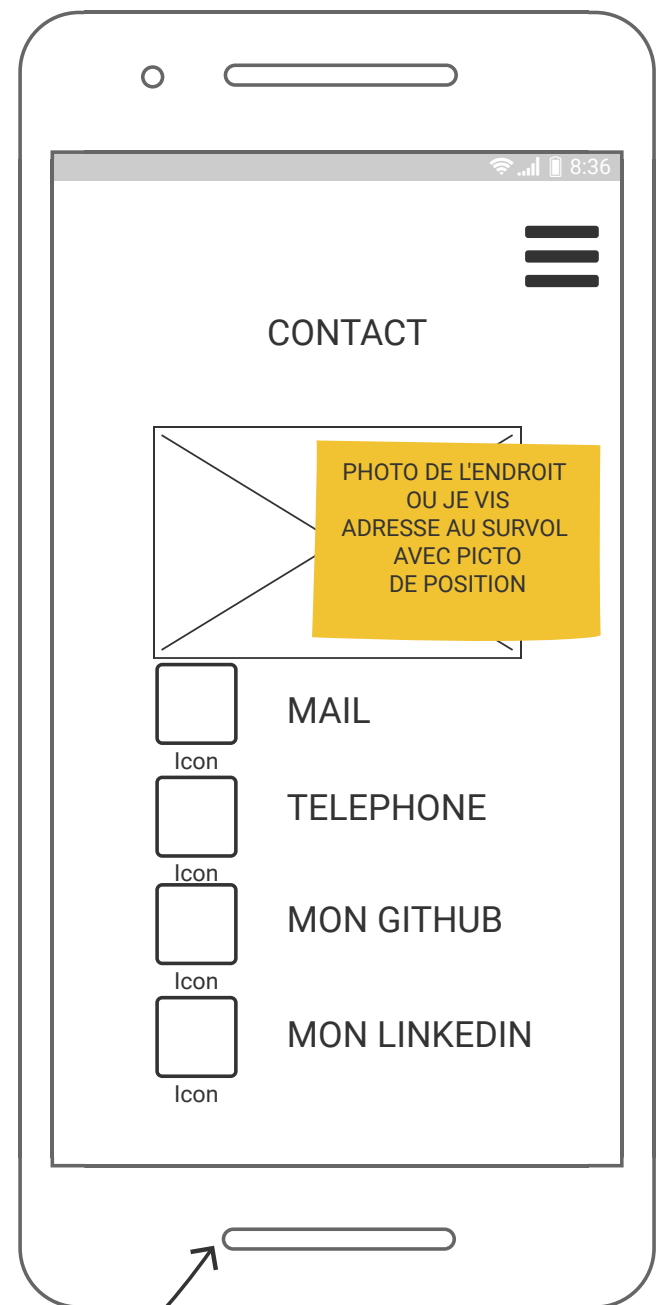 8:36
CONTACT
PHOTO DE L'ENDROIT
OU JE VIS
ADRESSE AU SURVOL
AVEC PICTO
DE POSITION
MAIL
Icon
TELEPHONE
Icon
MON GITHUB
Icon
MON LINKEDIN
Icon